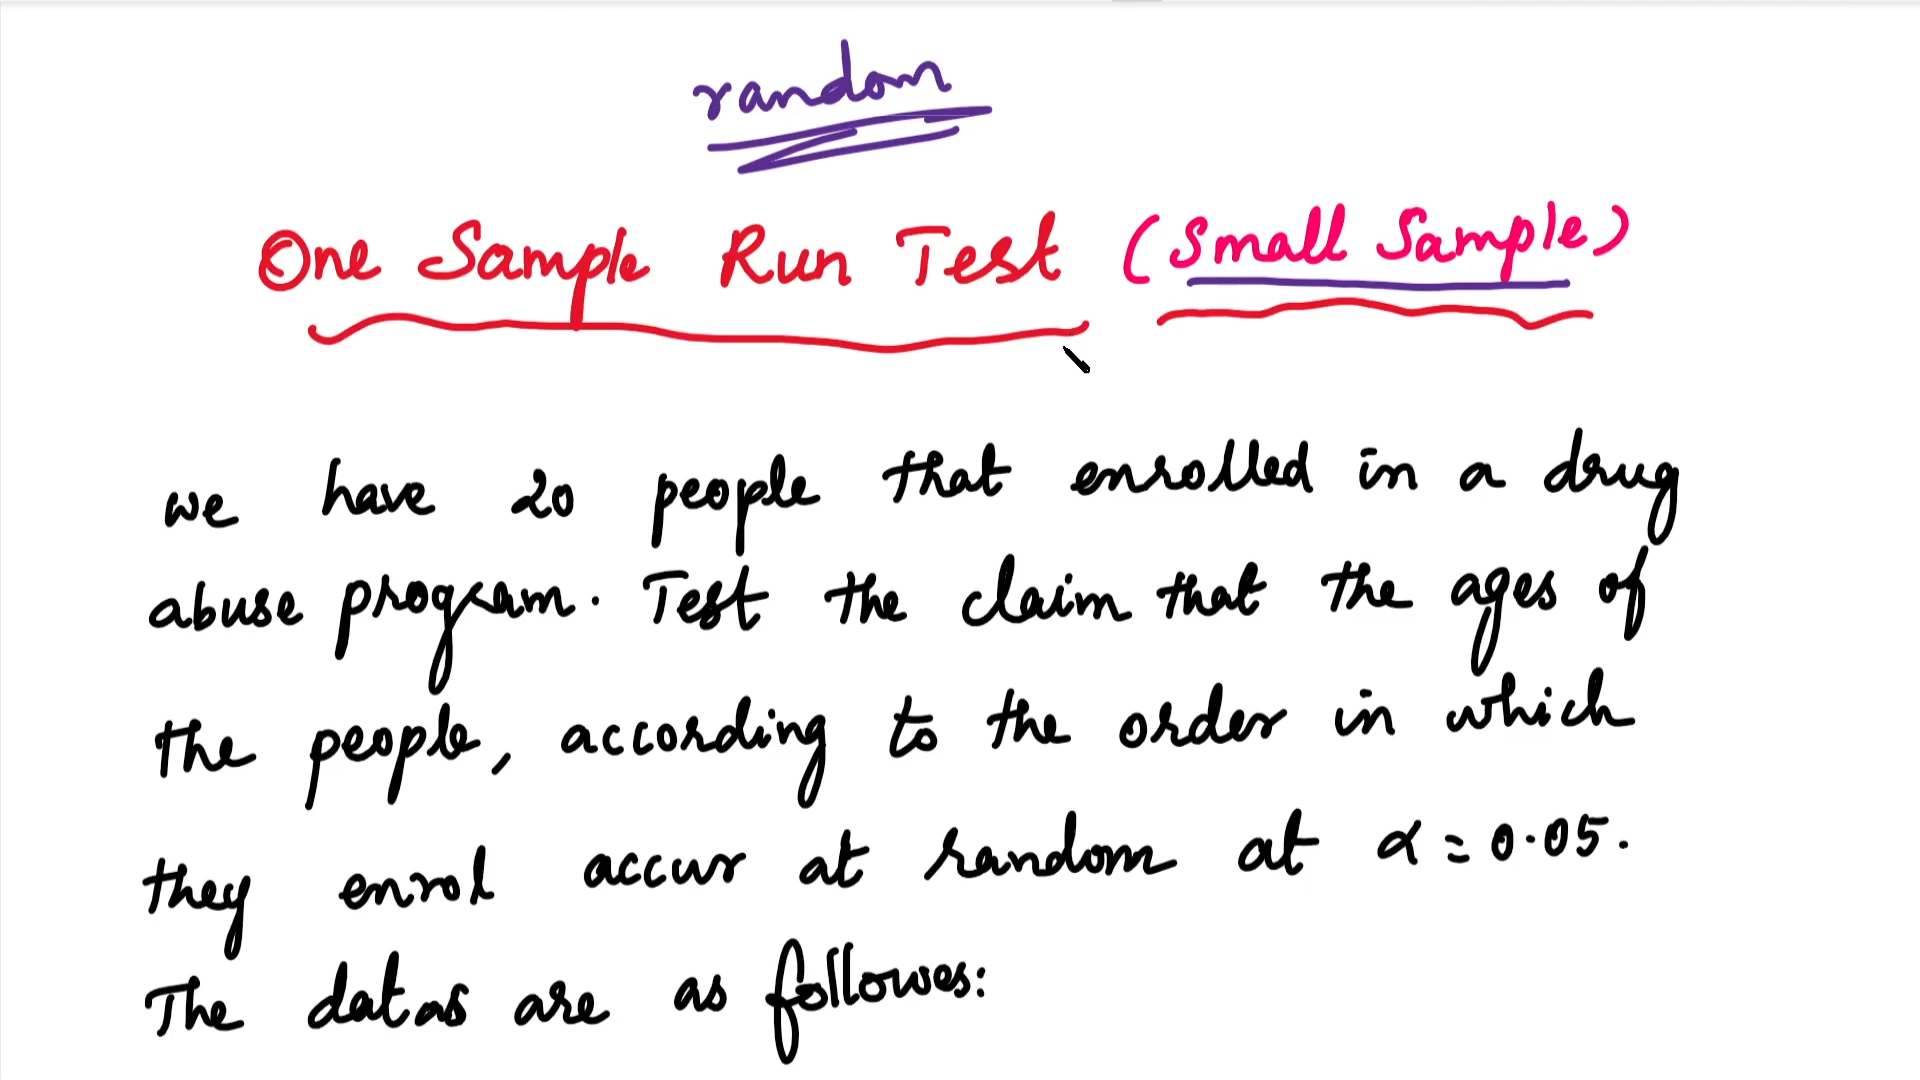 random
One Sample Run Test (Small Sample)
we have 20 people that enrolled in a drug
abuse program. Test the claim that the ages of
the people, according to the order in which
they enrol accur at random at α = 0.05.
The datas are as followes: